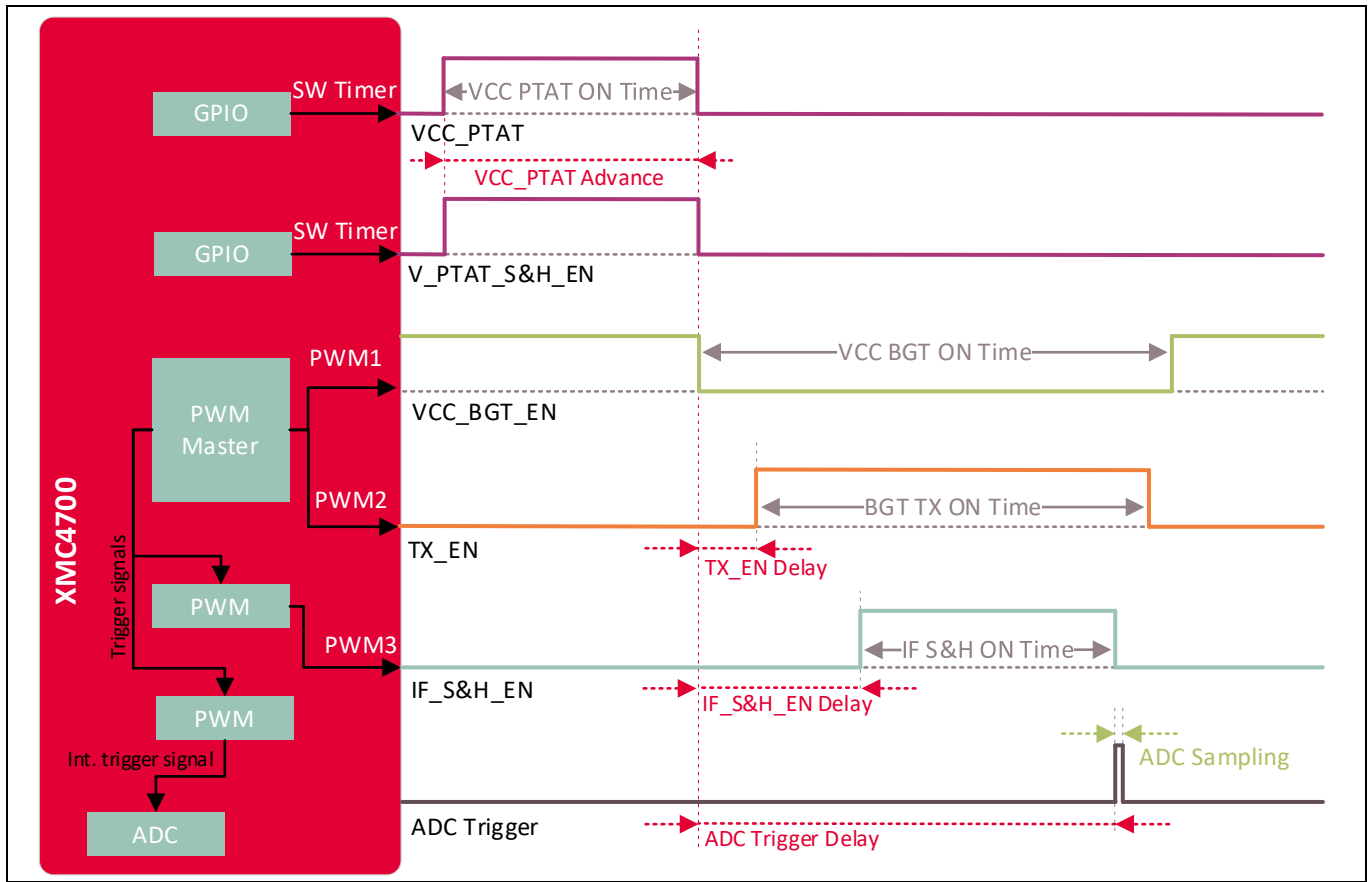 SW Timer
GPIO
VCC PTAT ON Time
VCC_PTAT
VCC_PTAT Advance
SW Timer
GPIO
V_PTAT_S&H_EN
PWM1
VCC BGT ON Time
VCC_BGT_EN
PWM
Master
PWM2
BGT TX ON Time
TX_EN
TX_EN Delay
XMC4700
Trigger signals
PWM
PWM3
IF S&H ON Time
IF_S&H_EN
IF_S&H_EN Delay
PWM
Int. trigger signal
ADC Sampling
ADC
ADC Trigger
ADC Trigger Delay